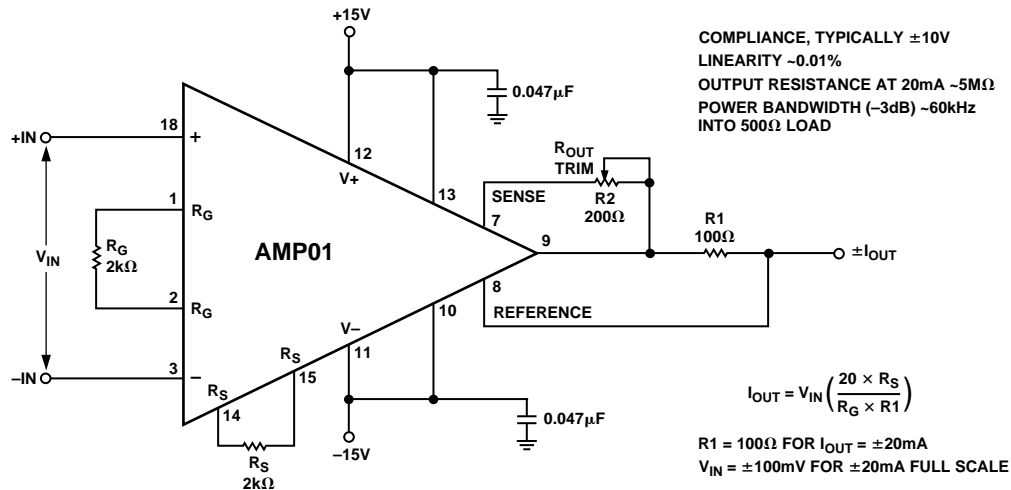 +15V
COMPLIANCE, TYPICALLY ±10V
LINEARITY ~0.01%
OUTPUT RESISTANCE AT 20mA ~5MΩ
POWER BANDWIDTH (–3dB) ~60kHz
INTO 500Ω LOAD
0.047μF
+IN
18
+
12
V+
13
R_OUT
TRIM
SENSE
7
R2
200Ω
R1
100Ω
1
R_G
V_IN
R_G
2kΩ
AMP01
9
±I_OUT
2
R_G
8
REFERENCE
10
V–
11
–IN
3
–
R_S
15
R_S
14
0.047μF
–15V
R_S
2kΩ
I_OUT = V_IN (20 × R_S / R_G × R1)
R1 = 100Ω FOR I_OUT = ±20mA
V_IN = ±100mV FOR ±20mA FULL SCALE